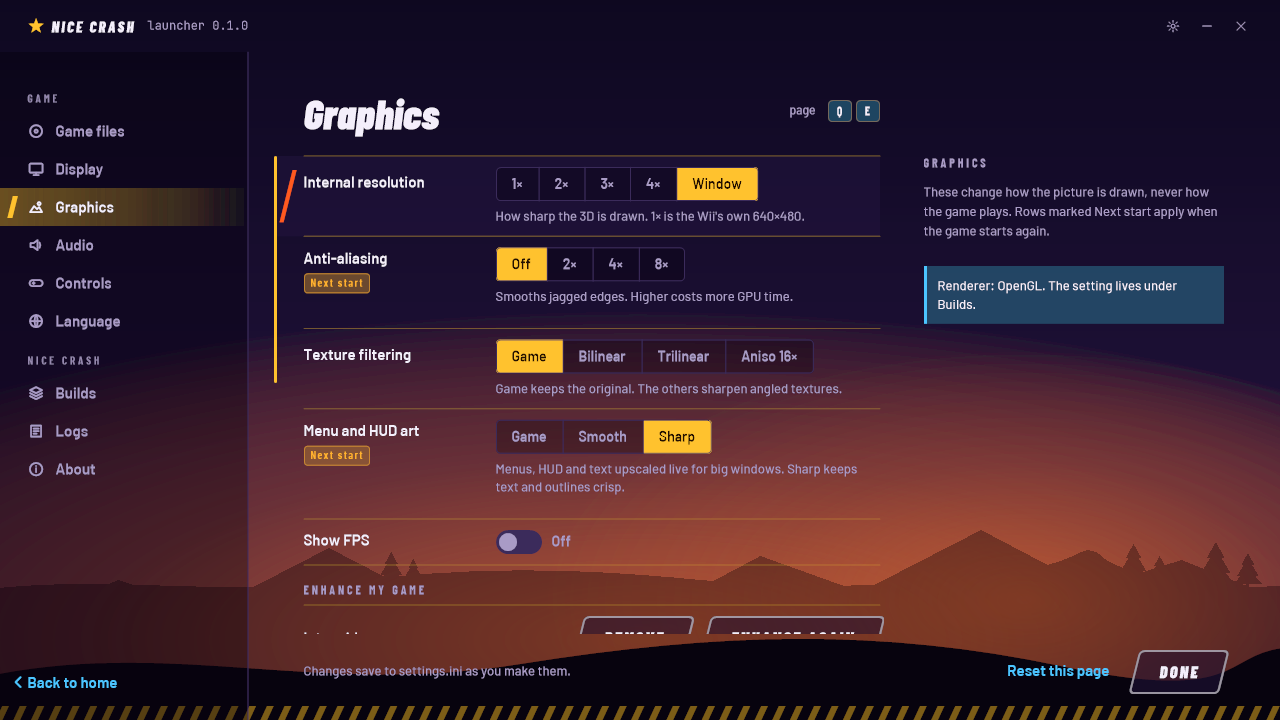 NICE CRASH launcher 0.1.0
GAME
Game files
Display
Graphics
Audio
Controls
Language
NICE CRASH
Builds
Logs
About
Back to home
Graphics
page Q E
Internal resolution
1× 2× 3× 4× Window
How sharp the 3D is drawn. 1× is the Wii's own 640×480.
Anti-aliasing
Next start
Off 2× 4× 8×
Smooths jagged edges. Higher costs more GPU time.
Texture filtering
Game Bilinear Trilinear Aniso 16×
Game keeps the original. The others sharpen angled textures.
Menu and HUD art
Next start
Game Smooth Sharp
Menus, HUD and text upscaled live for big windows. Sharp keeps
text and outlines crisp.
Show FPS
Off
ENHANCE MY GAME
REMOVE ENHANCE AGAIN
Changes save to settings.ini as you make them.
Reset this page
DONE
GRAPHICS
These change how the picture is drawn, never how
the game plays. Rows marked Next start apply when
the game starts again.
Renderer: OpenGL. The setting lives under
Builds.